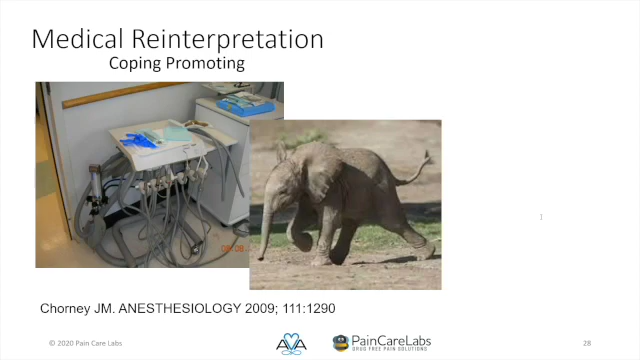 Medical Reinterpretation
Coping Promoting
Chorney JM. ANESTHESIOLOGY 2009; 111:1290
© 2020 Pain Care Labs
AVA
PainCareLabs
DRUG FREE PAIN SOLUTIONS
28